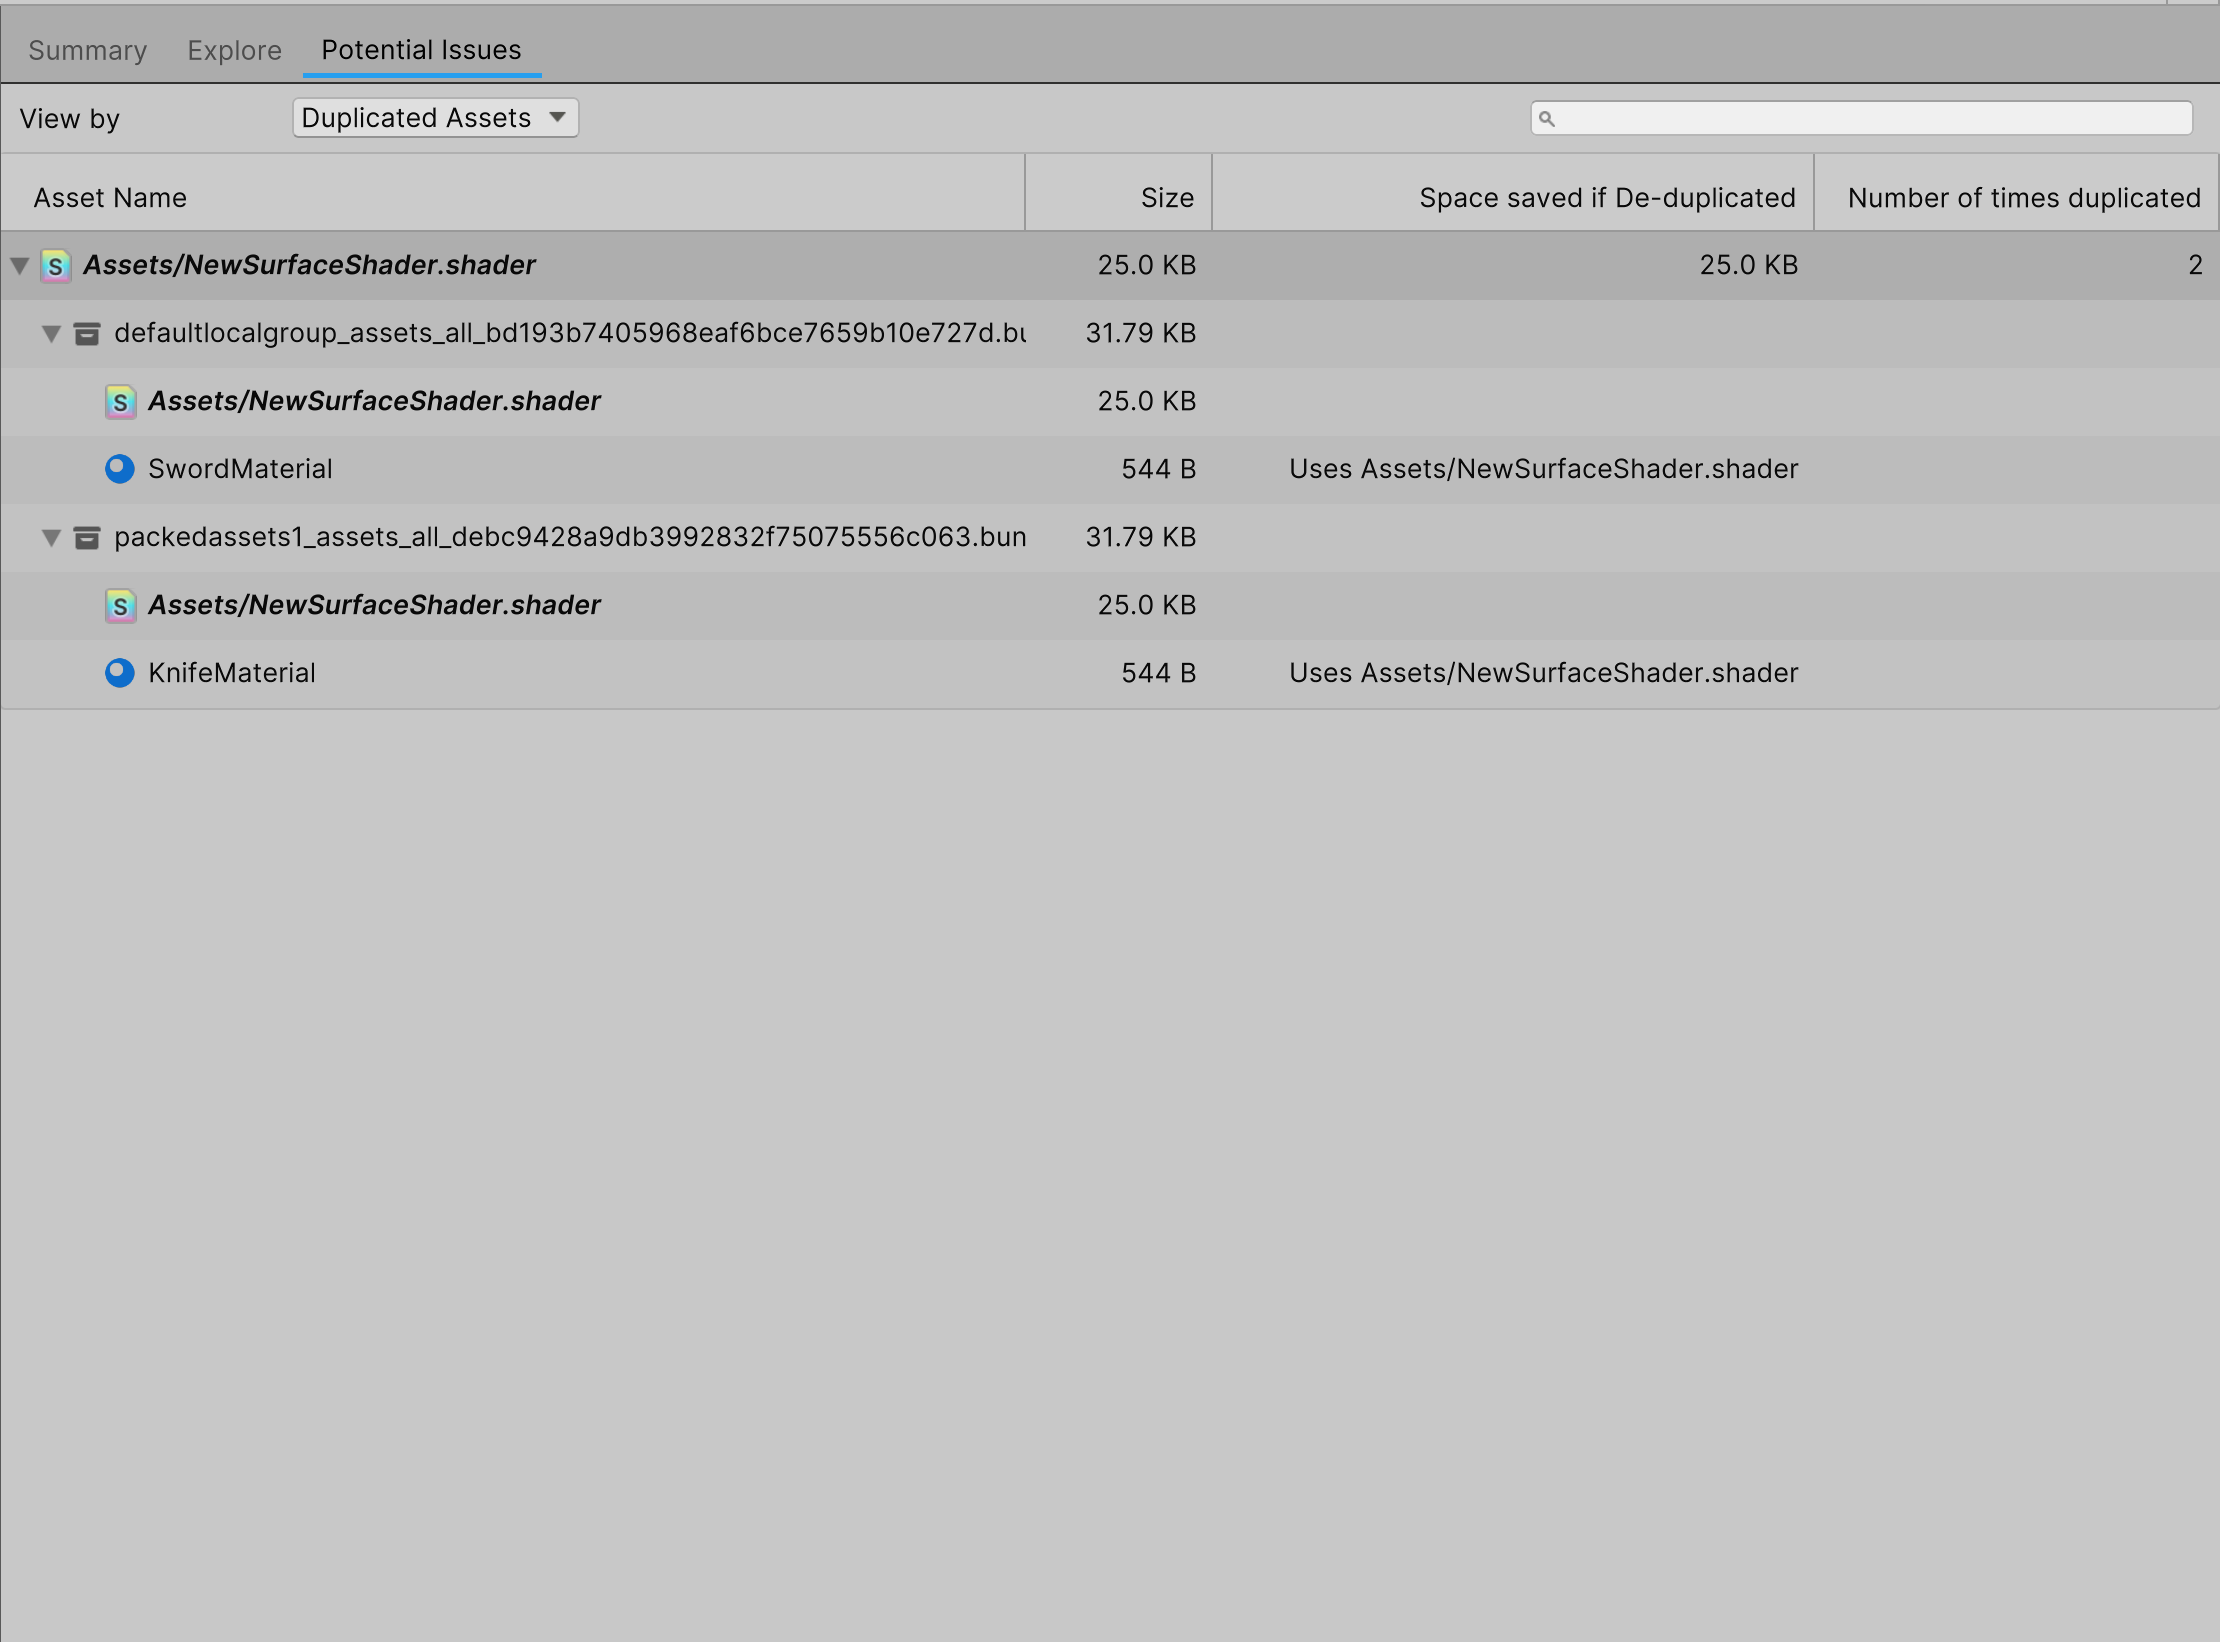 Summary Explore Potential Issues
View by Duplicated Assets
Asset Name Size Space saved if De-duplicated Number of times duplicated
S Assets/NewSurfaceShader.shader 25.0 KB 25.0 KB 2
defaultlocalgroup_assets_all_bd193b7405968eaf6bce7659b10e727d.bu 31.79 KB
S Assets/NewSurfaceShader.shader 25.0 KB
SwordMaterial 544 B Uses Assets/NewSurfaceShader.shader
packedassets1_assets_all_debc9428a9db3992832f75075556c063.bun 31.79 KB
S Assets/NewSurfaceShader.shader 25.0 KB
KnifeMaterial 544 B Uses Assets/NewSurfaceShader.shader